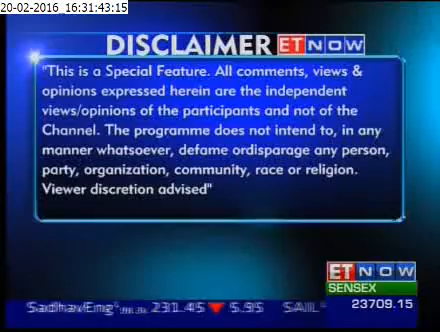 20-02-2016 16:31:43:15
DISCLAIMER ET NOW
"This is a Special Feature. All comments, views &
opinions expressed herein are the independent
views/opinions of the participants and not of the
Channel. The programme does not intend to, in any
manner whatsoever, defame ordisparage any person,
party, organization, community, race or religion.
Viewer discretion advised"
ET NOW
SENSEX
SadhavEng 231.45 5.95 SAIL 23709.15